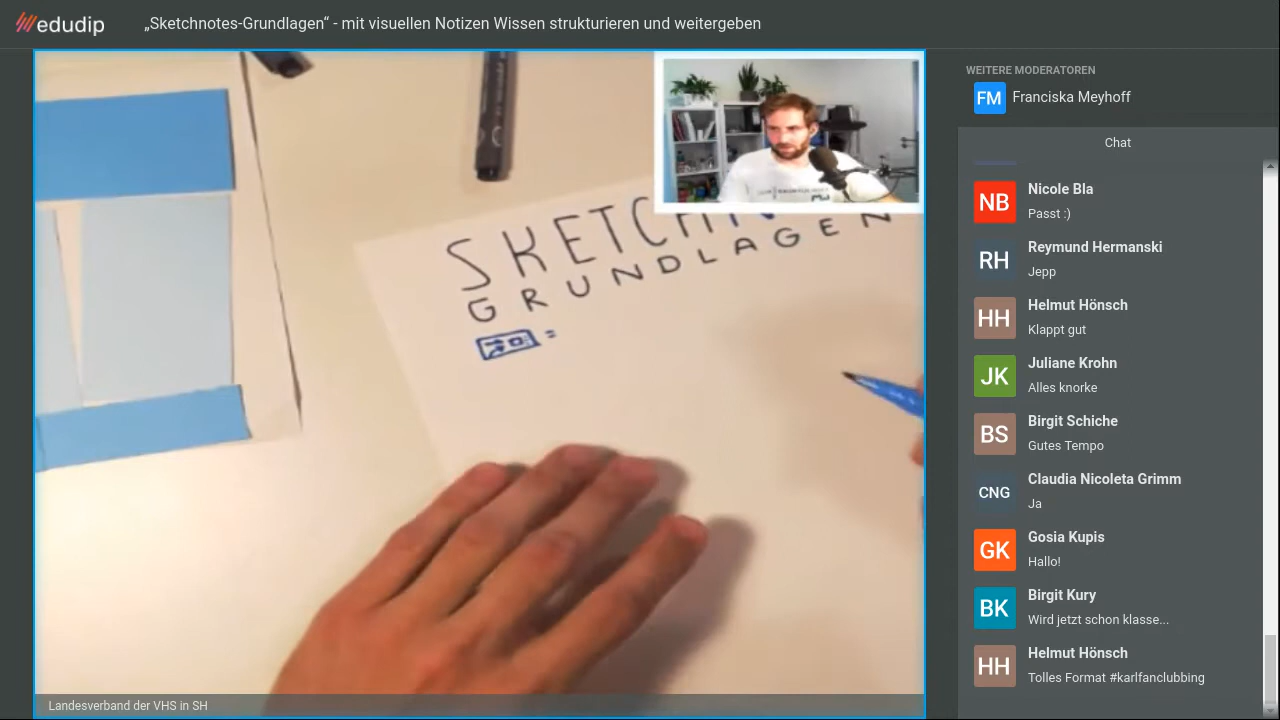 edudip
„Sketchnotes-Grundlagen“ - mit visuellen Notizen Wissen strukturieren und weitergeben
WEITERE MODERATOREN
FM
Franciska Meyhoff
Chat
NB
Nicole Bla
Passt :)
RH
Reymund Hermanski
Jepp
HH
Helmut Hönsch
Klappt gut
JK
Juliane Krohn
Alles knorke
BS
Birgit Schiche
Gutes Tempo
CNG
Claudia Nicoleta Grimm
Ja
GK
Gosia Kupis
Hallo!
BK
Birgit Kury
Wird jetzt schon klasse...
HH
Helmut Hönsch
Tolles Format #karlfanclubbing
SKETCHN
GRUNDLAGEN
=
Landesverband der VHS in SH